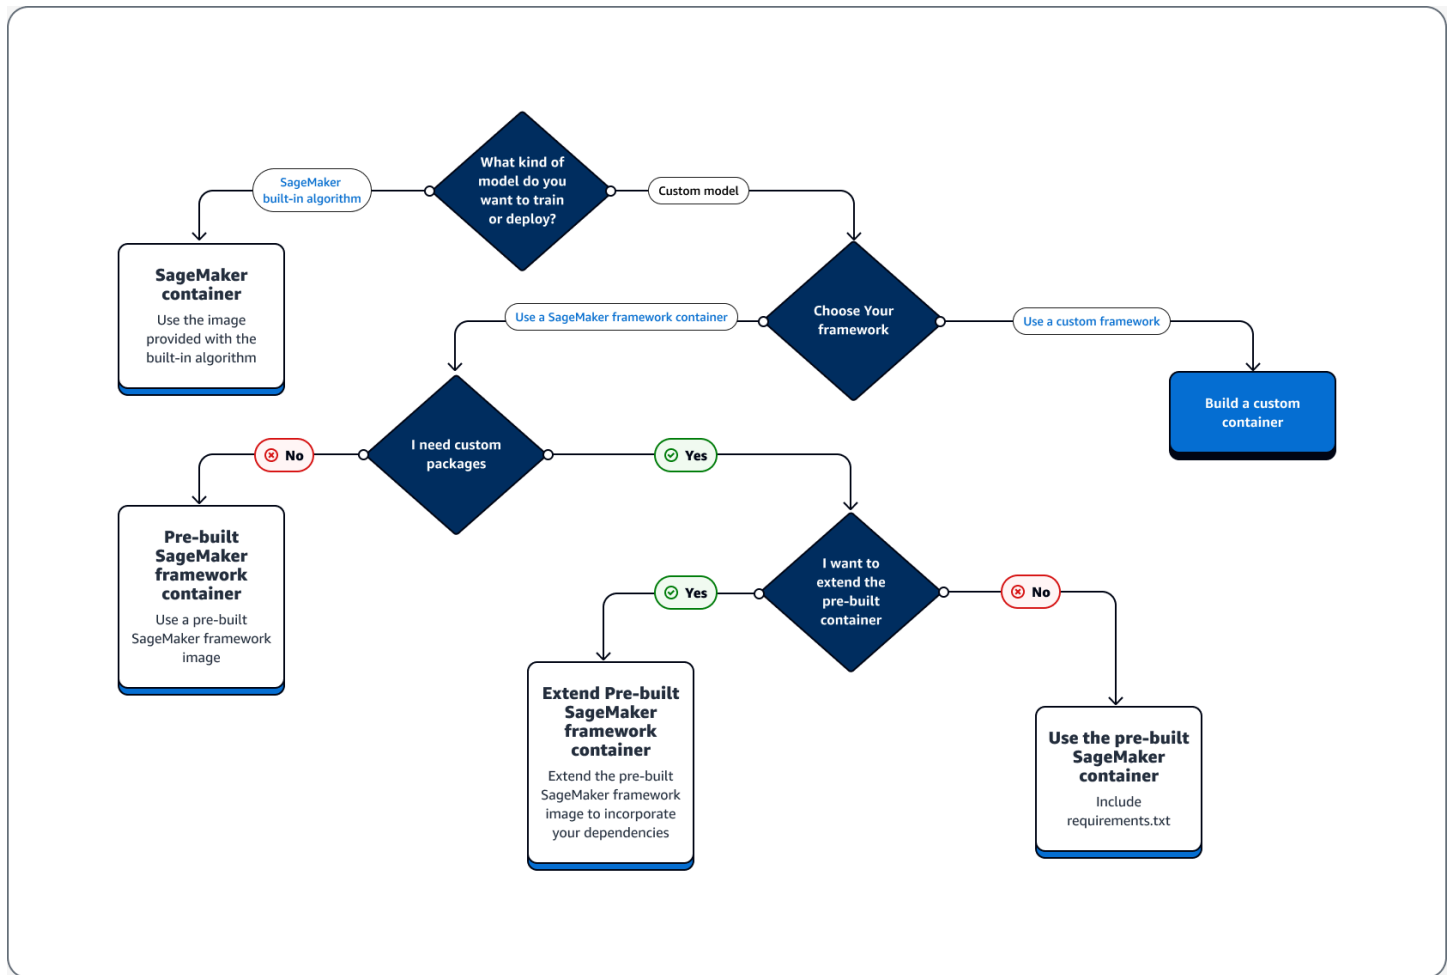 What kind of
model do you
want to train
or deploy?
SageMaker
built-in algorithm
Custom model
SageMaker
container
Use the image
provided with the
built-in algorithm
Choose Your
framework
Use a SageMaker framework container
Use a custom framework
Build a custom
container
I need custom
packages
No
Yes
Pre-built
SageMaker
framework
container
Use a pre-built
SageMaker framework
image
I want to
extend the
pre-built
container
Yes
No
Extend Pre-built
SageMaker
framework
container
Extend the pre-built
SageMaker framework
image to incorporate
your dependencies
Use the pre-built
SageMaker
container
Include
requirements.txt